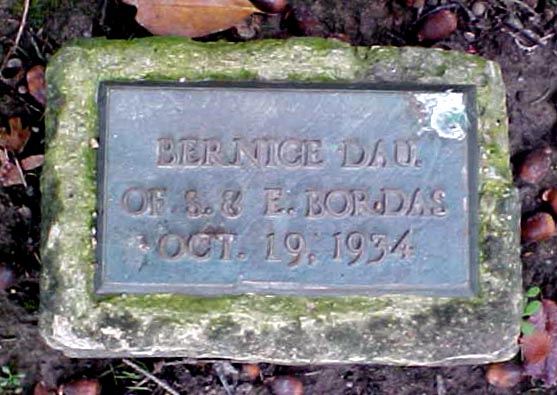 BERNICE DAU.
OF S. & E. BORDAS
OCT. 19, 1934